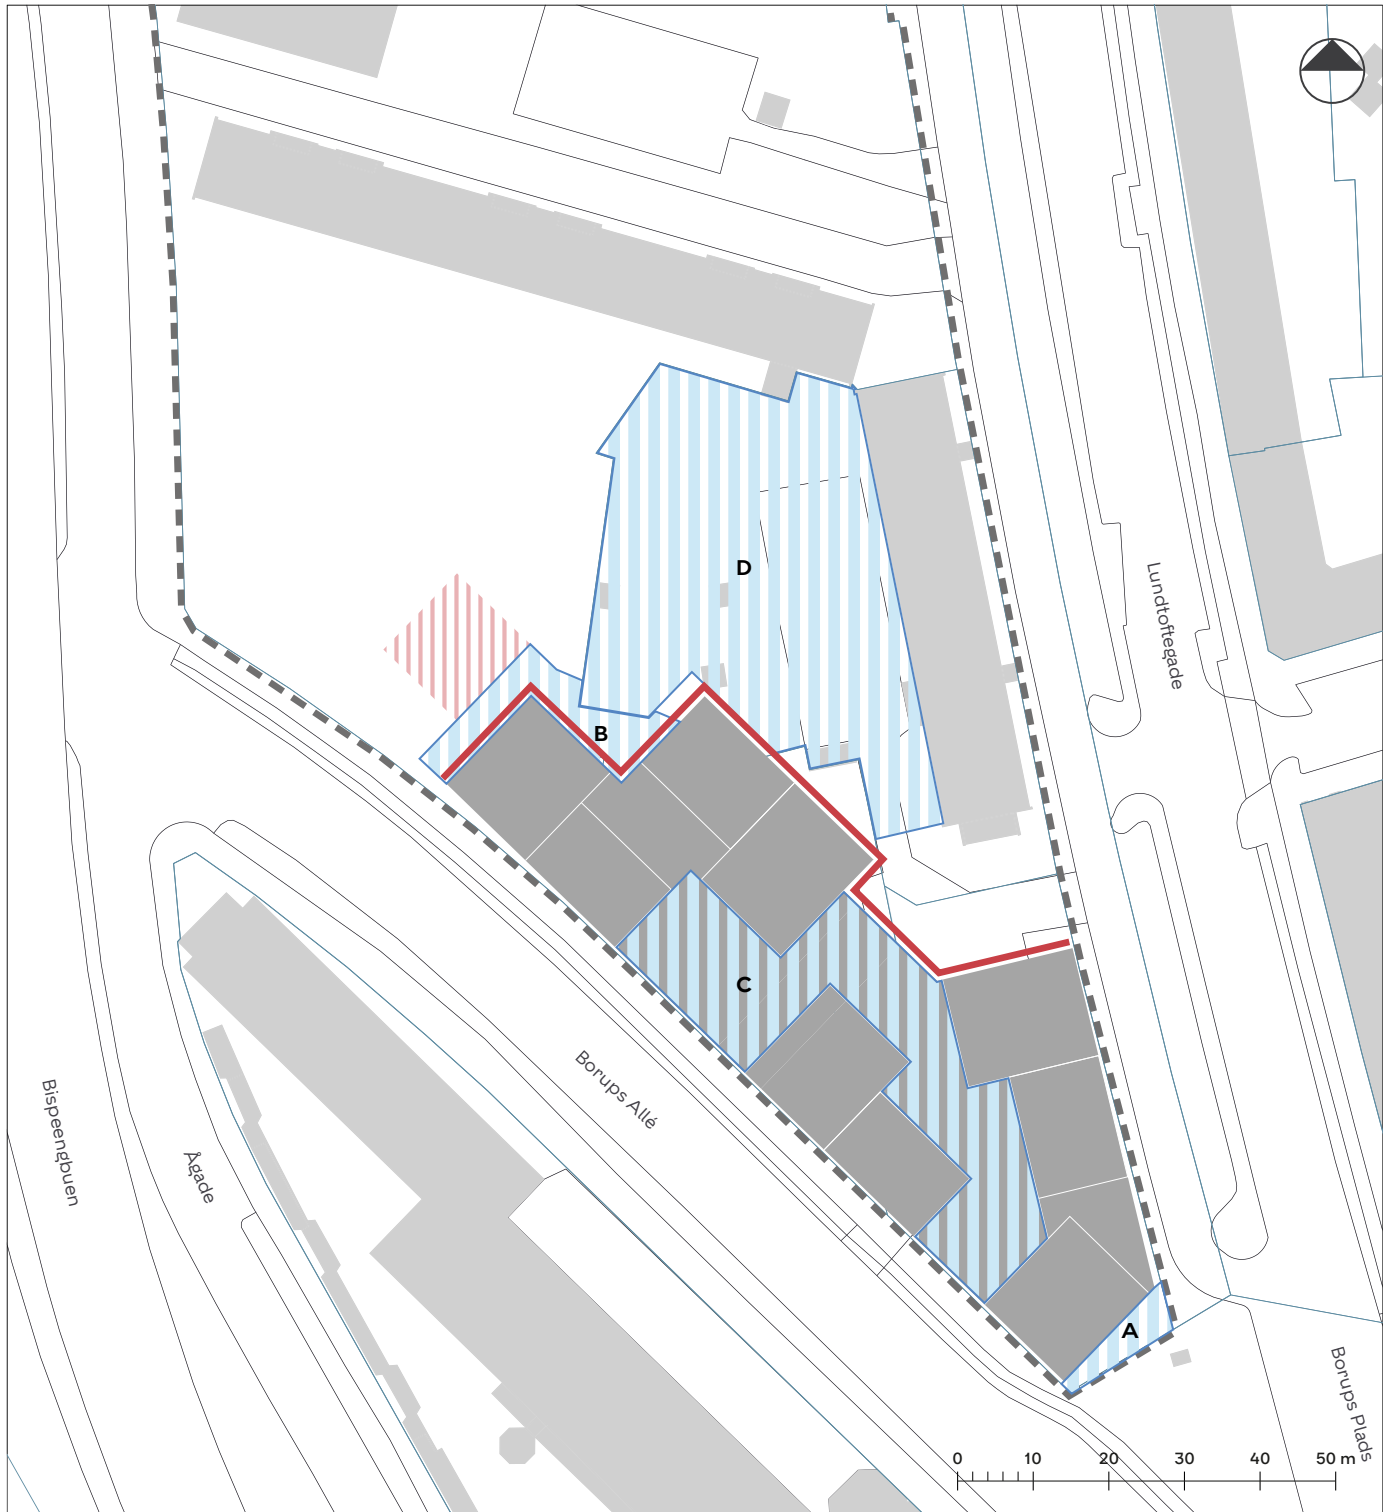 D
Lundtoftegade
B
C
Borups Allé
Bispeengbuen
Ågade
A
Borups Plads
0 10 20 30 40 50 m